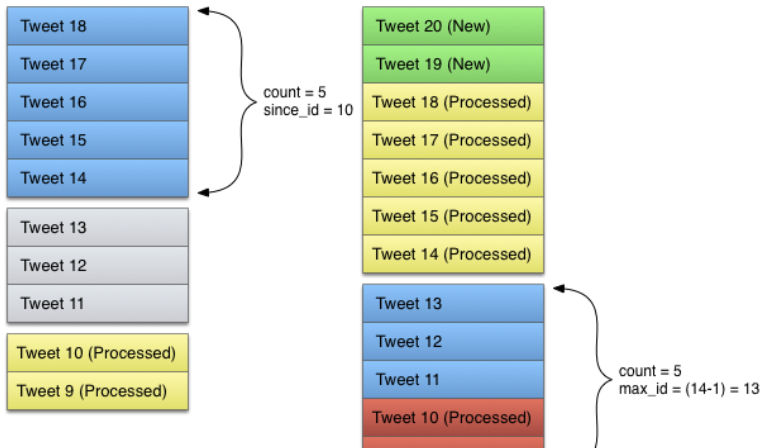 Tweet 18
Tweet 17
Tweet 16
Tweet 15
Tweet 14
count = 5
since_id = 10
Tweet 13
Tweet 12
Tweet 11
Tweet 10 (Processed)
Tweet 9 (Processed)
Tweet 20 (New)
Tweet 19 (New)
Tweet 18 (Processed)
Tweet 17 (Processed)
Tweet 16 (Processed)
Tweet 15 (Processed)
Tweet 14 (Processed)
Tweet 13
Tweet 12
Tweet 11
Tweet 10 (Processed)
count = 5
max_id = (14-1) = 13